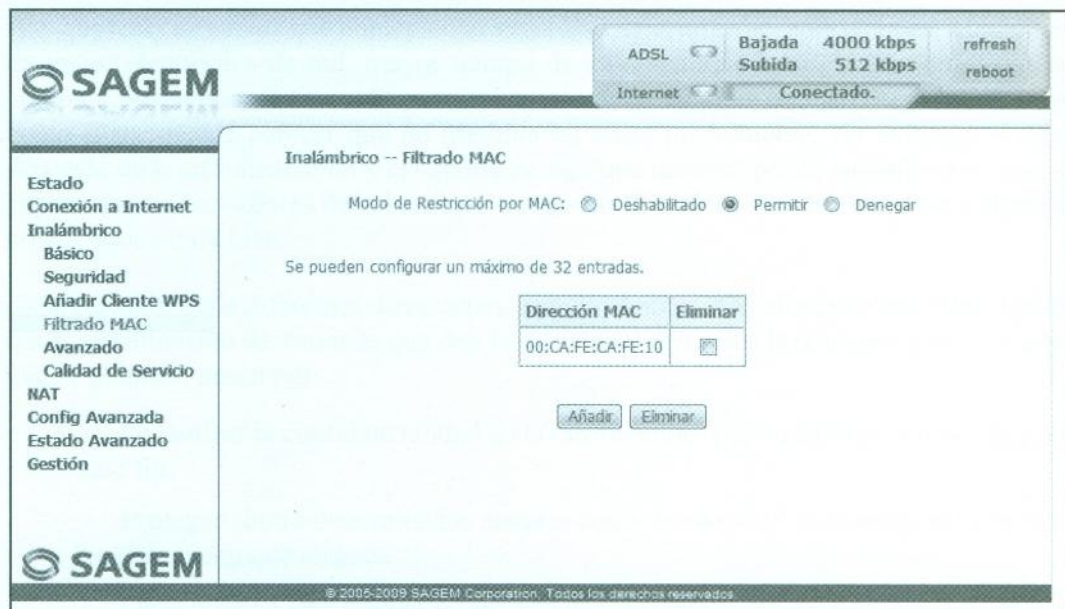 SAGEM
ADSL
Bajada 4000 kbps
Subida 512 kbps
refresh
reboot
Internet
Conectado.
Estado
Conexión a Internet
Inalámbrico
Básico
Seguridad
Añadir Cliente WPS
Filtrado MAC
Avanzado
Calidad de Servicio
NAT
Config Avanzada
Estado Avanzado
Gestión
Inalámbrico -- Filtrado MAC
Modo de Restricción por MAC: Deshabilitado Permitir Denegar
Se pueden configurar un máximo de 32 entradas.
Dirección MAC Eliminar
00:CA:FE:CA:FE:10
Añadir Eliminar
SAGEM
© 2005-2009 SAGEM Corporation. Todos los derechos reservados.